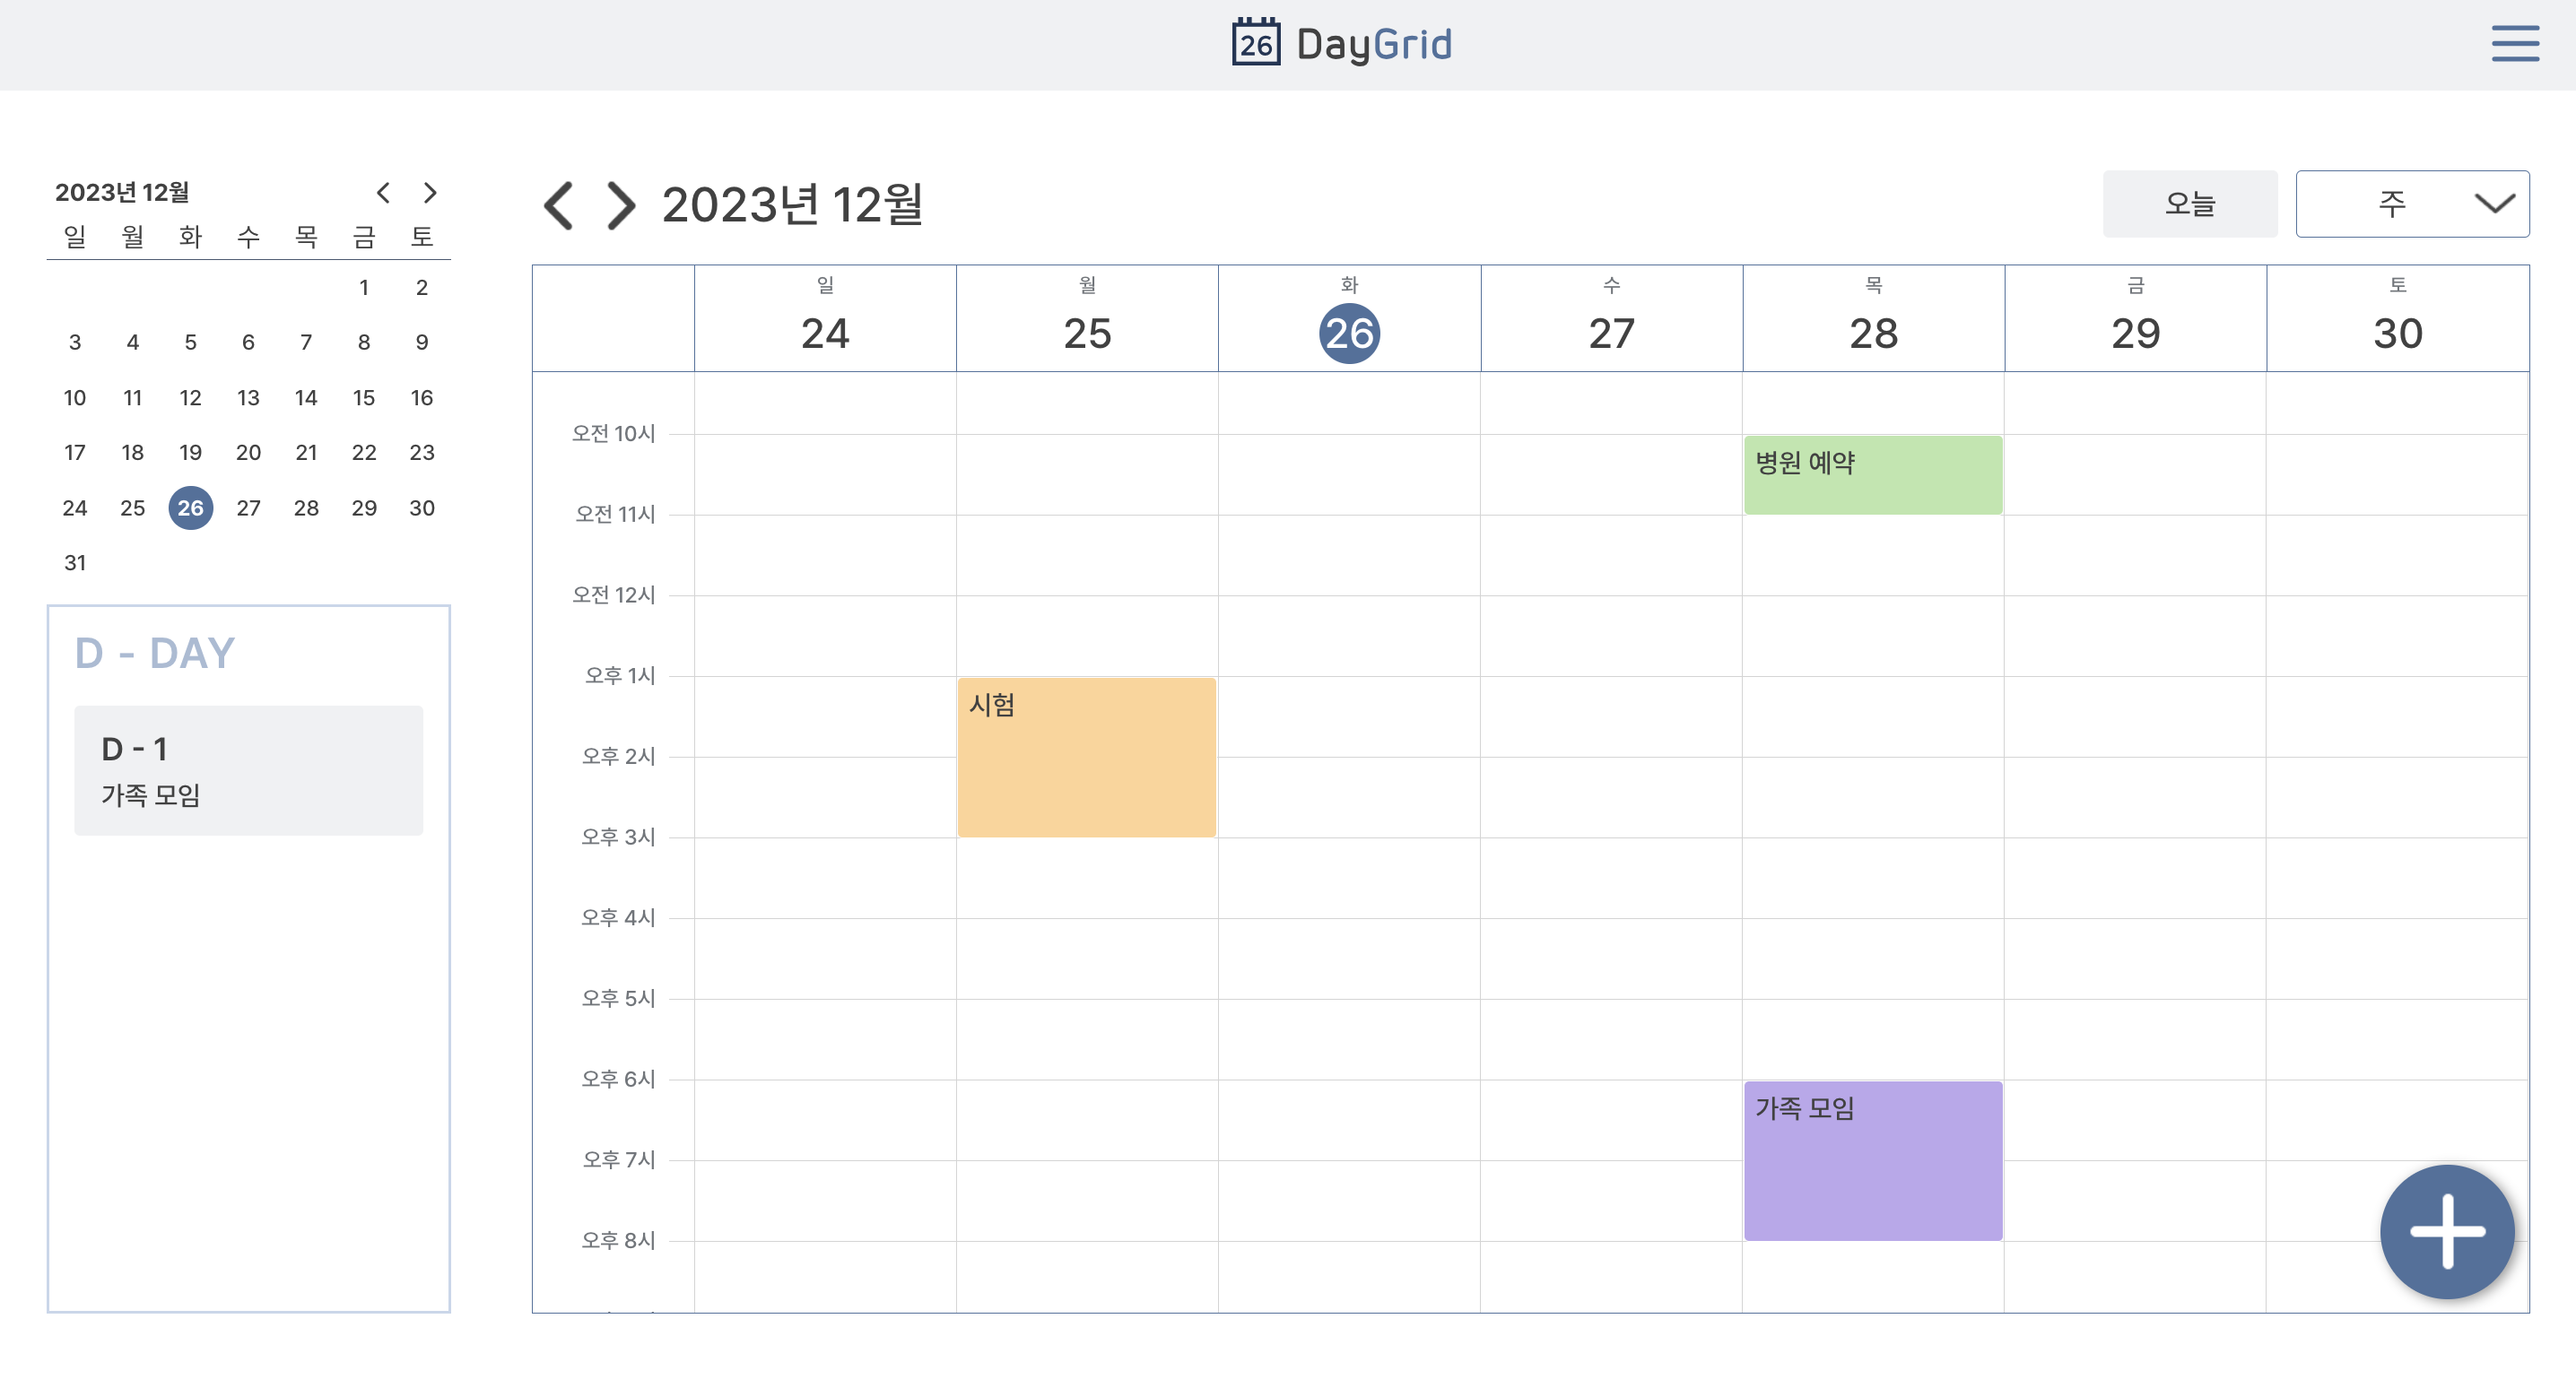 26 DayGrid
2023년 12월
일 월 화 수 목 금 토
1 2
3 4 5 6 7 8 9
10 11 12 13 14 15 16
17 18 19 20 21 22 23
24 25 26 27 28 29 30
31
D - DAY
D - 1
가족 모임
2023년 12월
오늘
주
일 월 화 수 목 금 토
24 25 26 27 28 29 30
오전 10시
병원 예약
오전 11시
오전 12시
오후 1시
시험
오후 2시
오후 3시
오후 4시
오후 5시
오후 6시
가족 모임
오후 7시
오후 8시